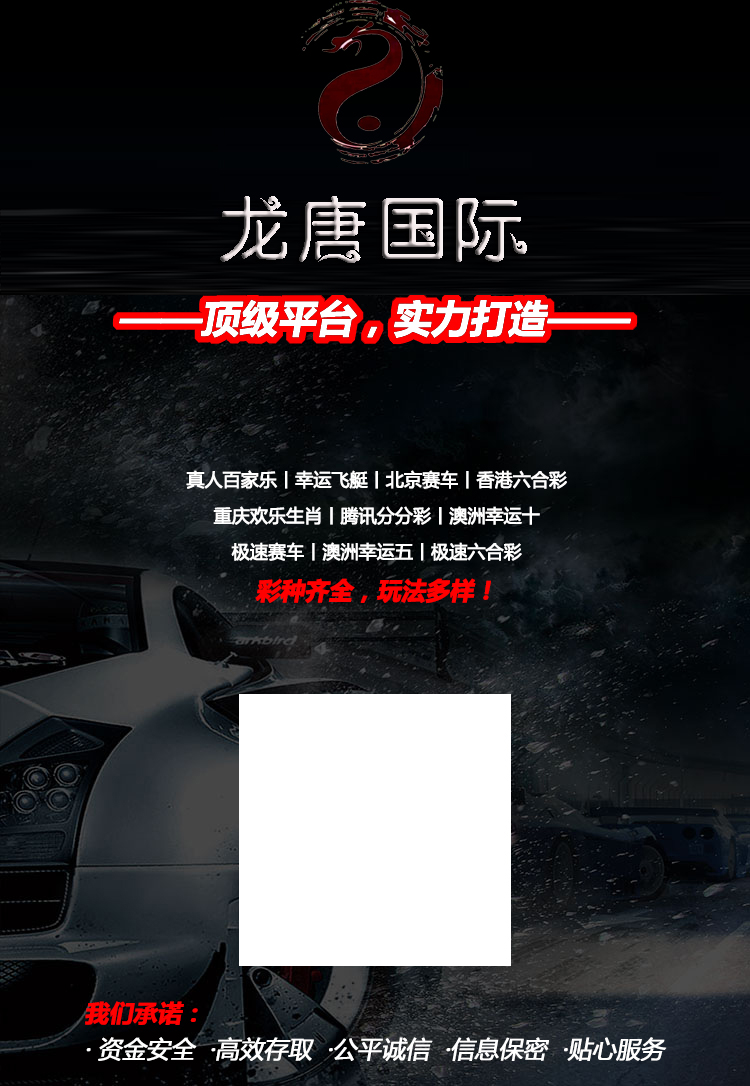 龙唐国际
——顶级平台，实力打造——
真人百家乐丨幸运飞艇丨北京赛车丨香港六合彩
重庆欢乐生肖丨腾讯分分彩丨澳洲幸运十
极速赛车丨澳洲幸运五丨极速六合彩
彩种齐全，玩法多样！
arkbird
我们承诺：
· 资金安全 ·高效存取 ·公平诚信 ·信息保密 ·贴心服务